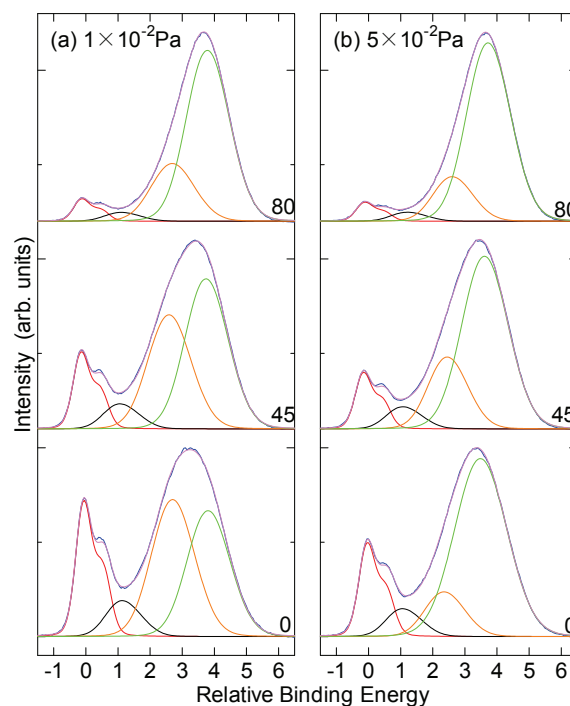 (a) 1×10-2Pa
(b) 5×10-2Pa
80
80
45
45
0
0
Intensity (arb. units)
-1 0 1 2 3 4 5 6
-1 0 1 2 3 4 5 6
Relative Binding Energy